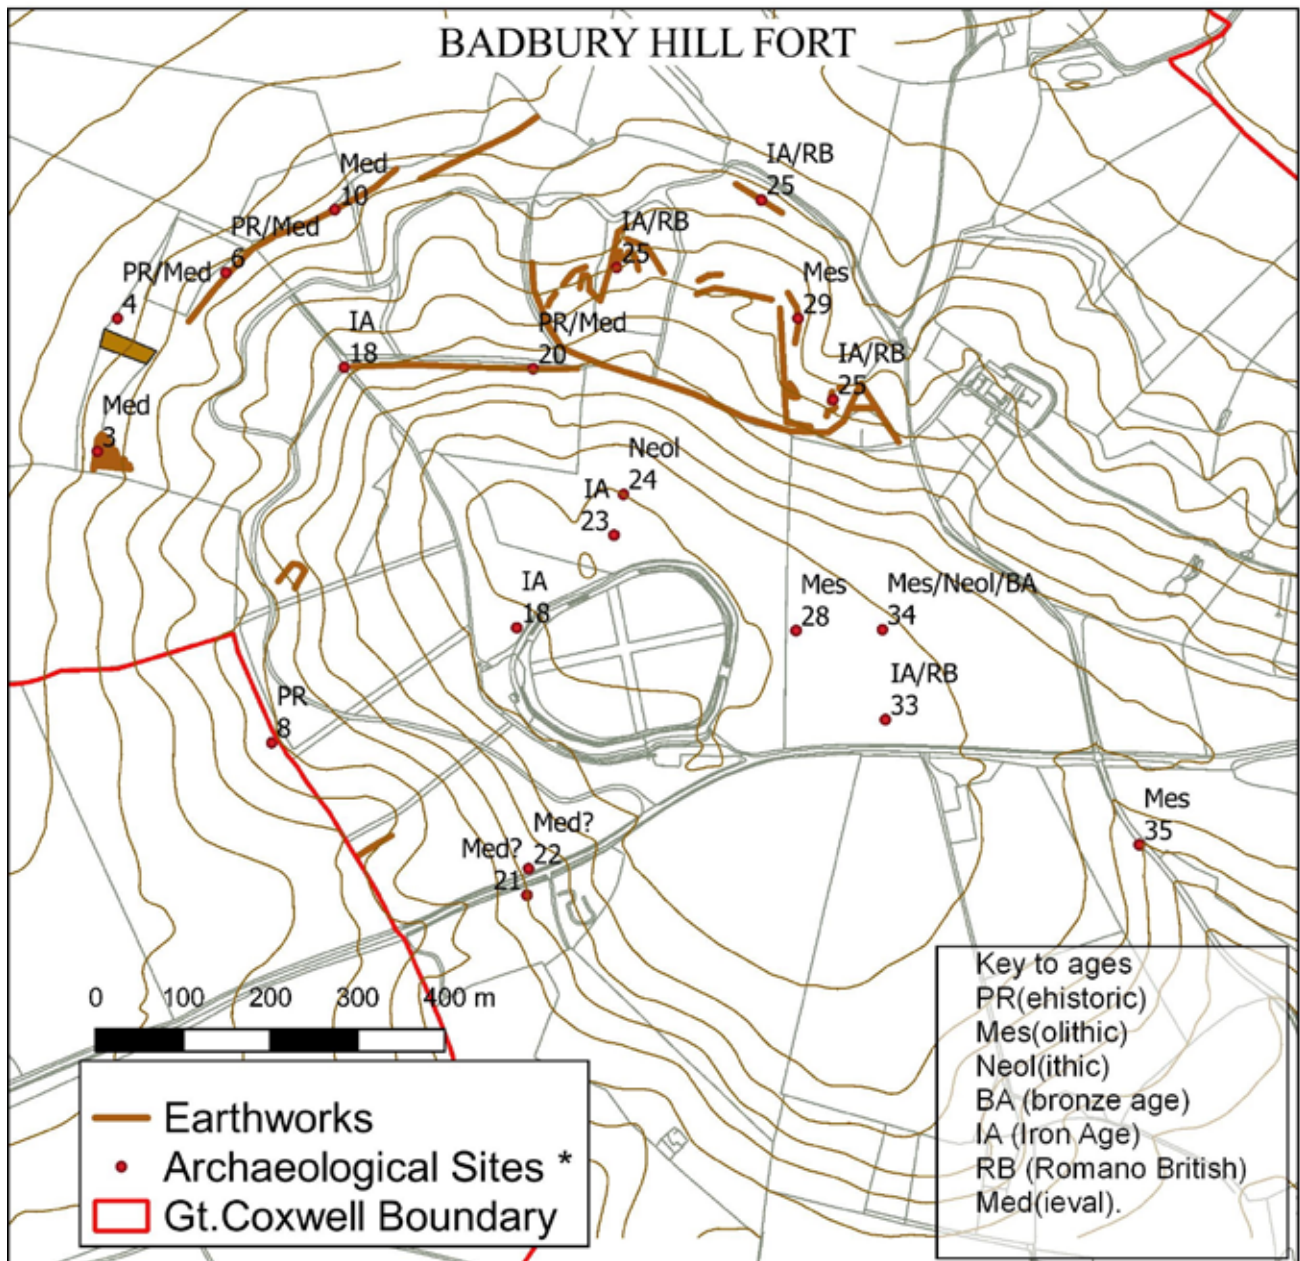 BADBURY HILL FORT
IA/RB
25
Med
10
PR/Med
6
IA/RB
25
PR/Med
4
Mes
29
IA
18
PR/Med
20
IA/RB
25
Med
3
Neol
24
IA
23
IA
18
Mes
28
Mes/Neol/BA
34
IA/RB
33
PR
8
Mes
35
Med?
22
Med?
21
0 100 200 300 400 m
Earthworks
Archaeological Sites *
Gt.Coxwell Boundary
Key to ages
PR(ehistoric)
Mes(olithic)
Neol(ithic)
BA (bronze age)
IA (Iron Age)
RB (Romano British)
Med(ieval).